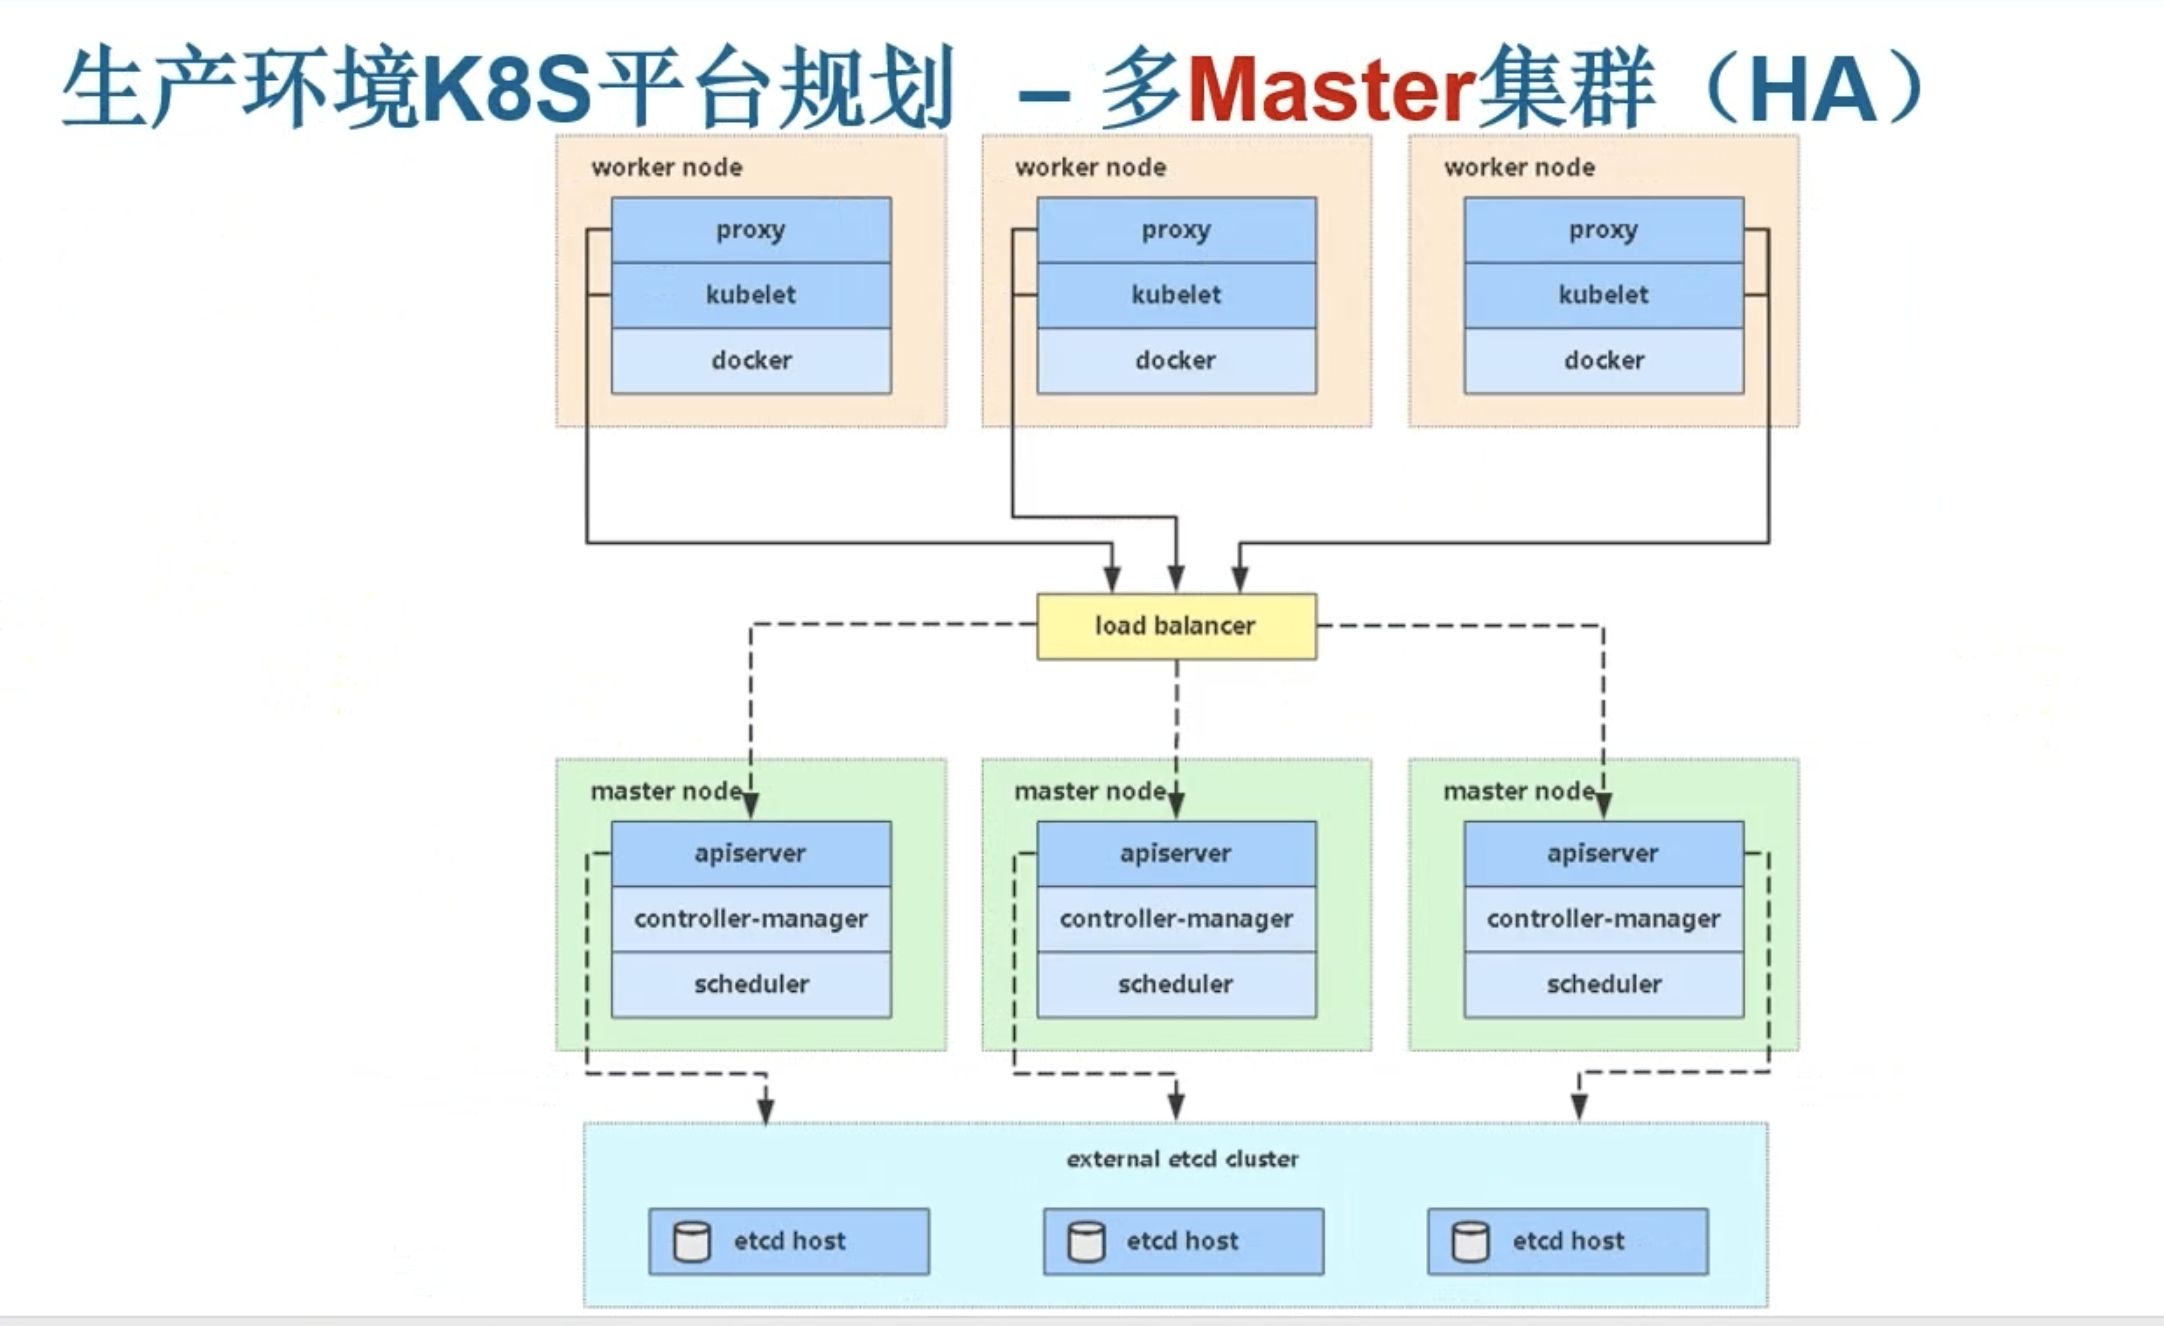 生产环境K8S平台规划 – 多Master集群（HA）
worker node
proxy
kubelet
docker
worker node
proxy
kubelet
docker
worker node
proxy
kubelet
docker
load balancer
master node
apiserver
controller-manager
scheduler
master node
apiserver
controller-manager
scheduler
master node
apiserver
controller-manager
scheduler
external etcd cluster
etcd host
etcd host
etcd host